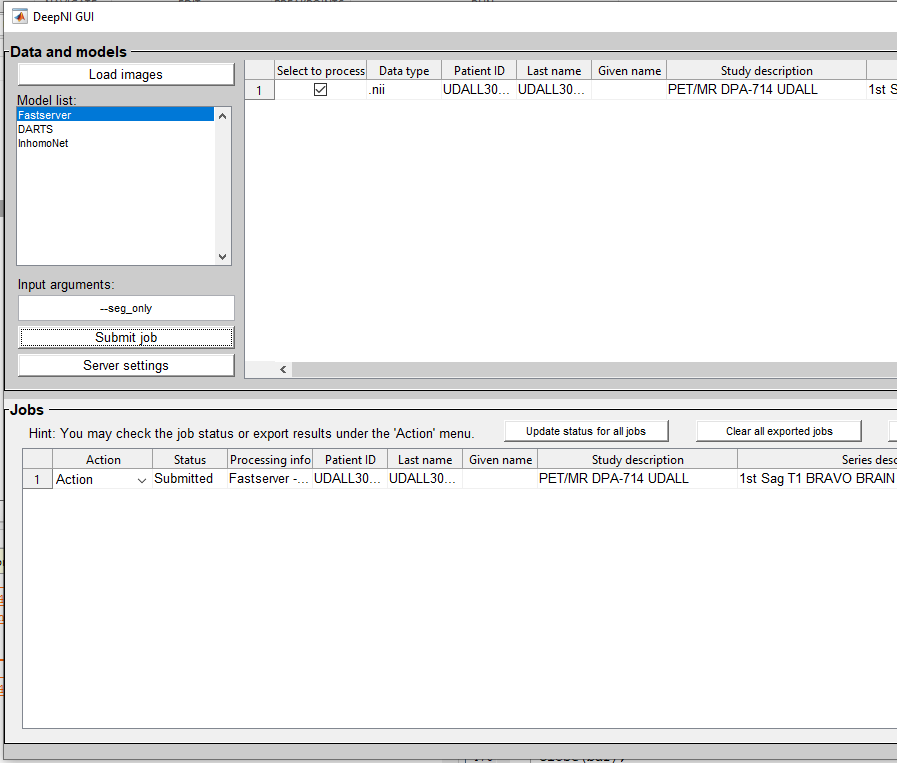 DeepNI GUI
Data and models
Load images
Model list:
Fastserver
DARTS
InhomoNet
Input arguments:
--seg_only
Submit job
Server settings
Select to process Data type Patient ID Last name Given name Study description
1 .nii UDALL30... UDALL30... PET/MR DPA-714 UDALL 1st S
Jobs
Hint: You may check the job status or export results under the 'Action' menu.
Update status for all jobs
Clear all exported jobs
Action Status Processing info Patient ID Last name Given name Study description Series desc
1 Action Submitted Fastserver -... UDALL30... UDALL30... PET/MR DPA-714 UDALL 1st Sag T1 BRAVO BRAIN